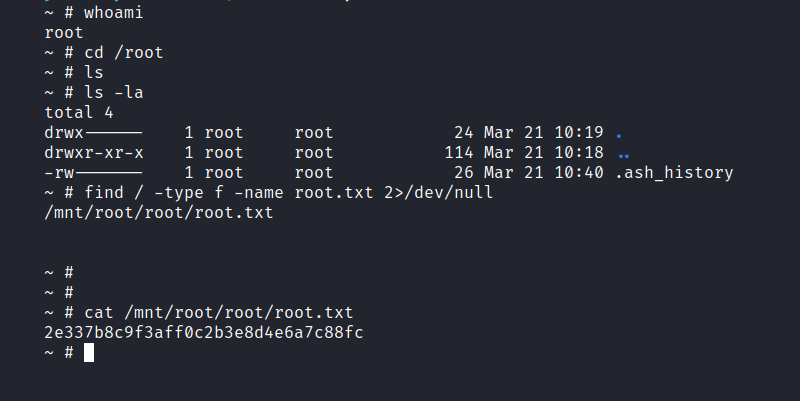 ~ # whoami
root
~ # cd /root
~ # ls
~ # ls -la
total 4
drwx------    1 root     root            24 Mar 21 10:19 .
drwxr-xr-x    1 root     root           114 Mar 21 10:18 ..
-rw-------    1 root     root            26 Mar 21 10:40 .ash_history
~ # find / -type f -name root.txt 2>/dev/null
/mnt/root/root/root.txt
~ #
~ #
~ # cat /mnt/root/root/root.txt
2e337b8c9f3aff0c2b3e8d4e6a7c88fc
~ #